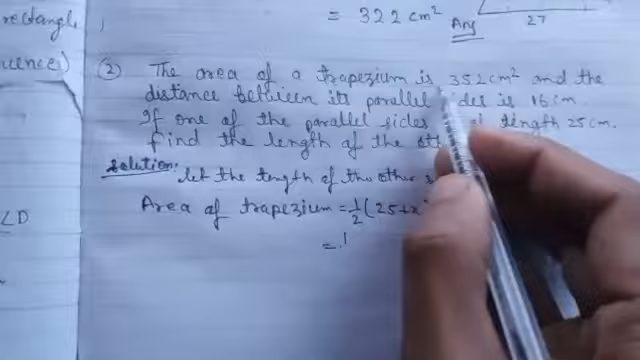 rectangle
uence)
LD
= 322 cm² Ans
27
(2) The area of a trapezium is 352 cm² and the
distance between its parallel sides is 16 cm.
If one of the parallel sides length 25 cm.
find the length of the
Solution: let the length of the other
Area of trapezium = 1/2 (25+x
=